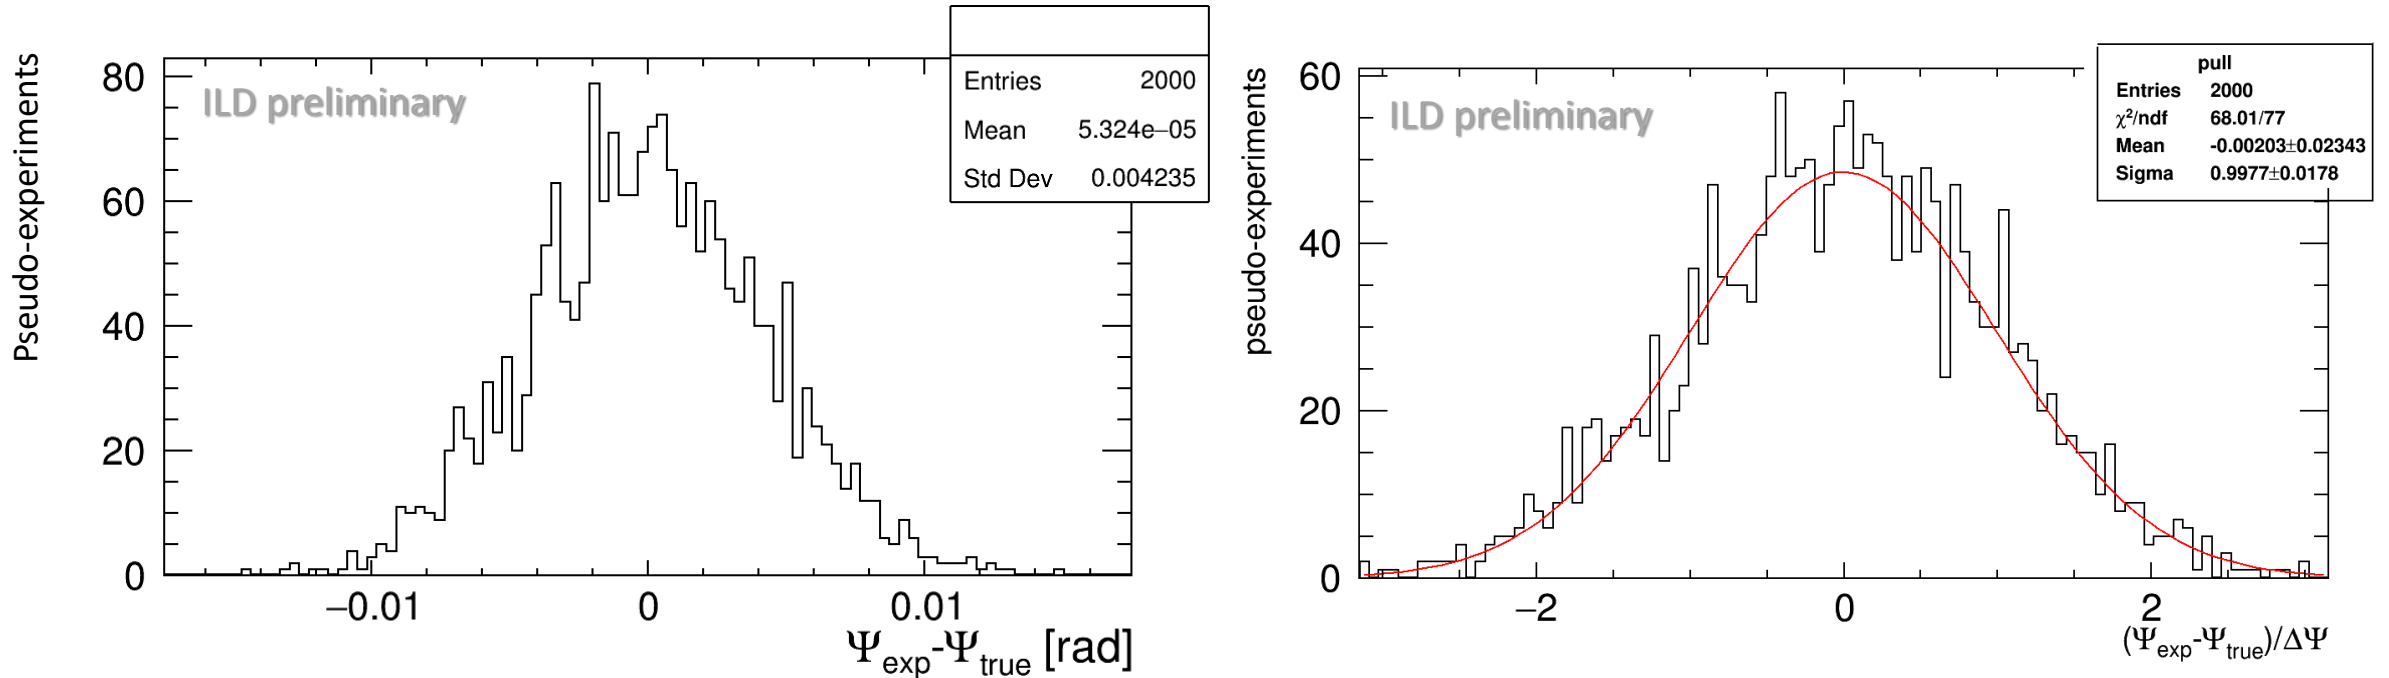 Pseudo-experiments
80
60
40
20
0
ILD preliminary
Entries 2000
Mean 5.324e−05
Std Dev 0.004235
−0.01 0 0.01
Ψexp-Ψtrue [rad]
pseudo-experiments
60
40
20
0
ILD preliminary
pull
Entries 2000
χ²/ndf 68.01/77
Mean -0.00203±0.02343
Sigma 0.9977±0.0178
−2 0 2
(Ψexp-Ψtrue)/ΔΨ